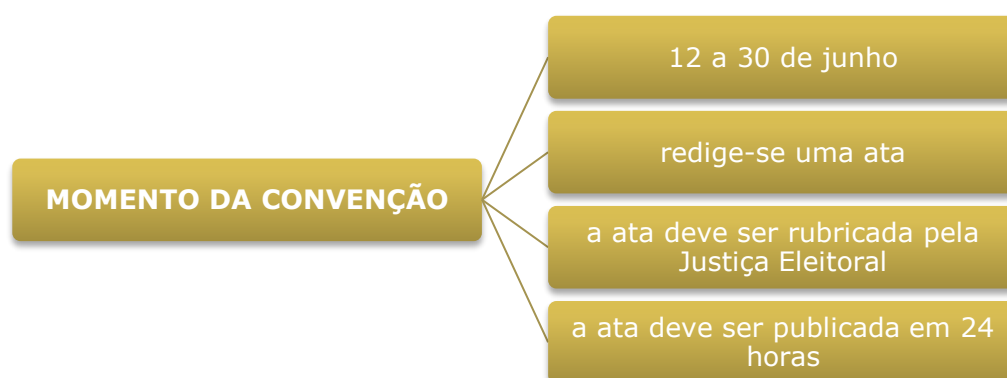 MOMENTO DA CONVENÇÃO
12 a 30 de junho
redige-se uma ata
a ata deve ser rubricada pela
Justiça Eleitoral
a ata deve ser publicada em 24
horas